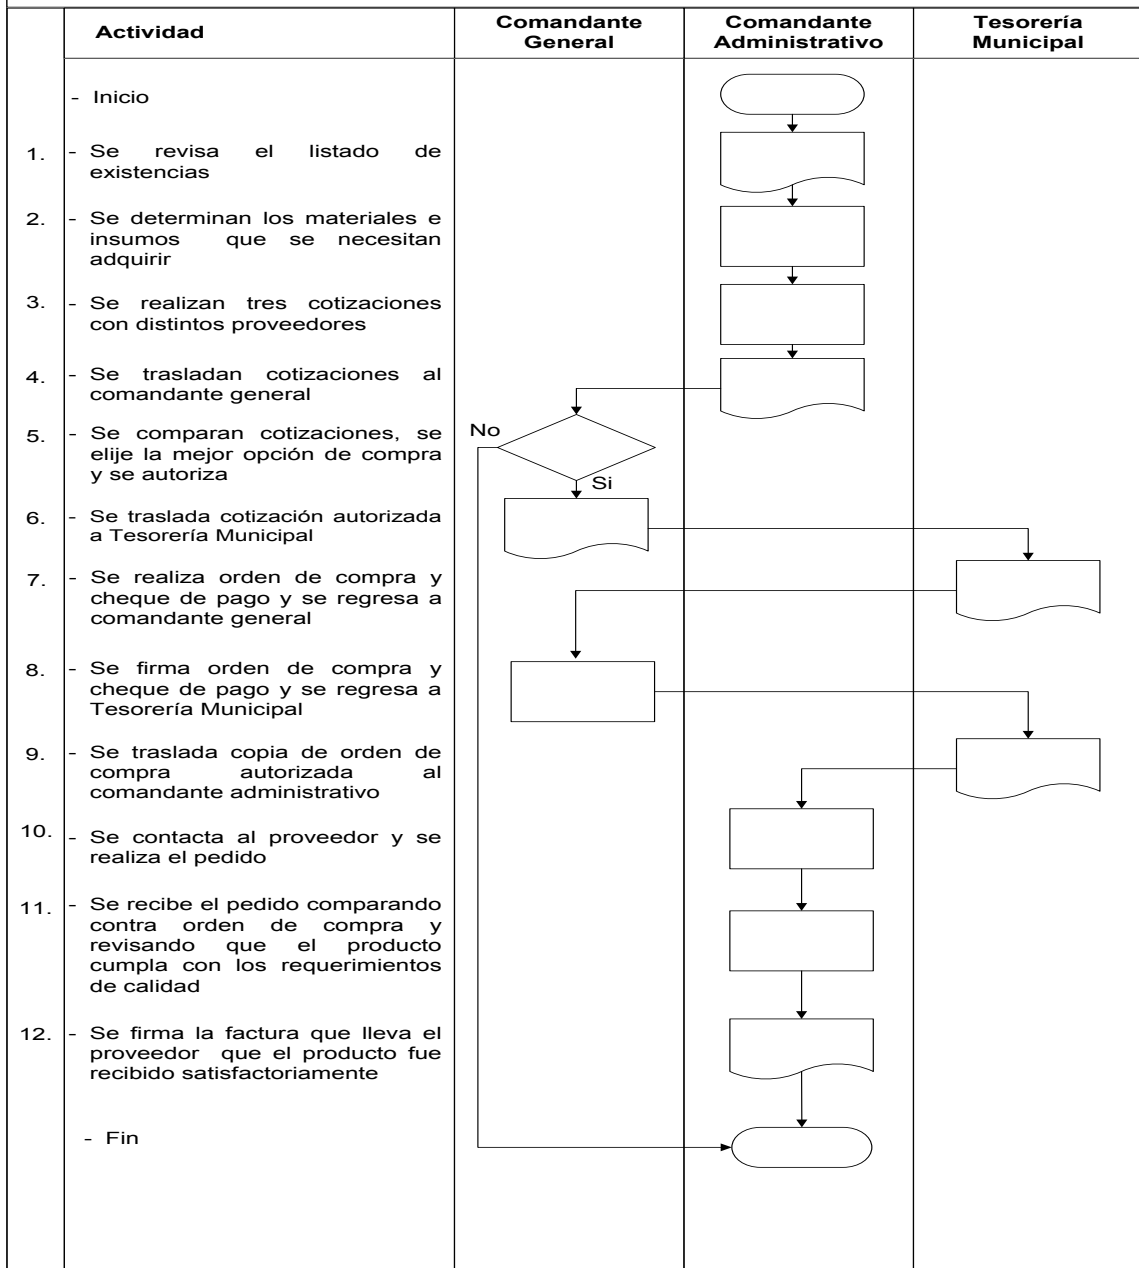 Actividad
Comandante
General
Comandante
Administrativo
Tesorería
Municipal
- Inicio
1. - Se revisa el listado de
existencias
2. - Se determinan los materiales e
insumos que se necesitan
adquirir
3. - Se realizan tres cotizaciones
con distintos proveedores
4. - Se trasladan cotizaciones al
comandante general
5. - Se comparan cotizaciones, se
elije la mejor opción de compra
y se autoriza
No
Si
6. - Se traslada cotización autorizada
a Tesorería Municipal
7. - Se realiza orden de compra y
cheque de pago y se regresa a
comandante general
8. - Se firma orden de compra y
cheque de pago y se regresa a
Tesorería Municipal
9. - Se traslada copia de orden de
compra autorizada al
comandante administrativo
10. - Se contacta al proveedor y se
realiza el pedido
11. - Se recibe el pedido comparando
contra orden de compra y
revisando que el producto
cumpla con los requerimientos
de calidad
12. - Se firma la factura que lleva el
proveedor que el producto fue
recibido satisfactoriamente
- Fin